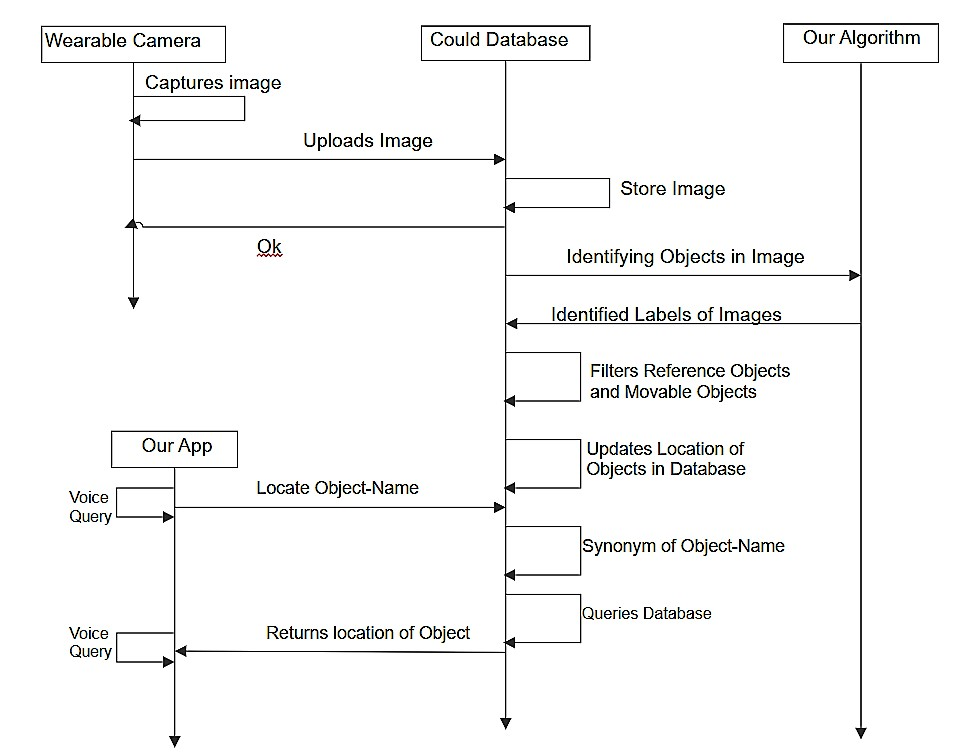 Wearable Camera
Could Database
Our Algorithm
Captures image
Uploads Image
Store Image
Ok
Identifying Objects in Image
Identified Labels of Images
Filters Reference Objects
and Movable Objects
Our App
Updates Location of
Objects in Database
Voice
Query
Locate Object-Name
Synonym of Object-Name
Queries Database
Voice
Query
Returns location of Object